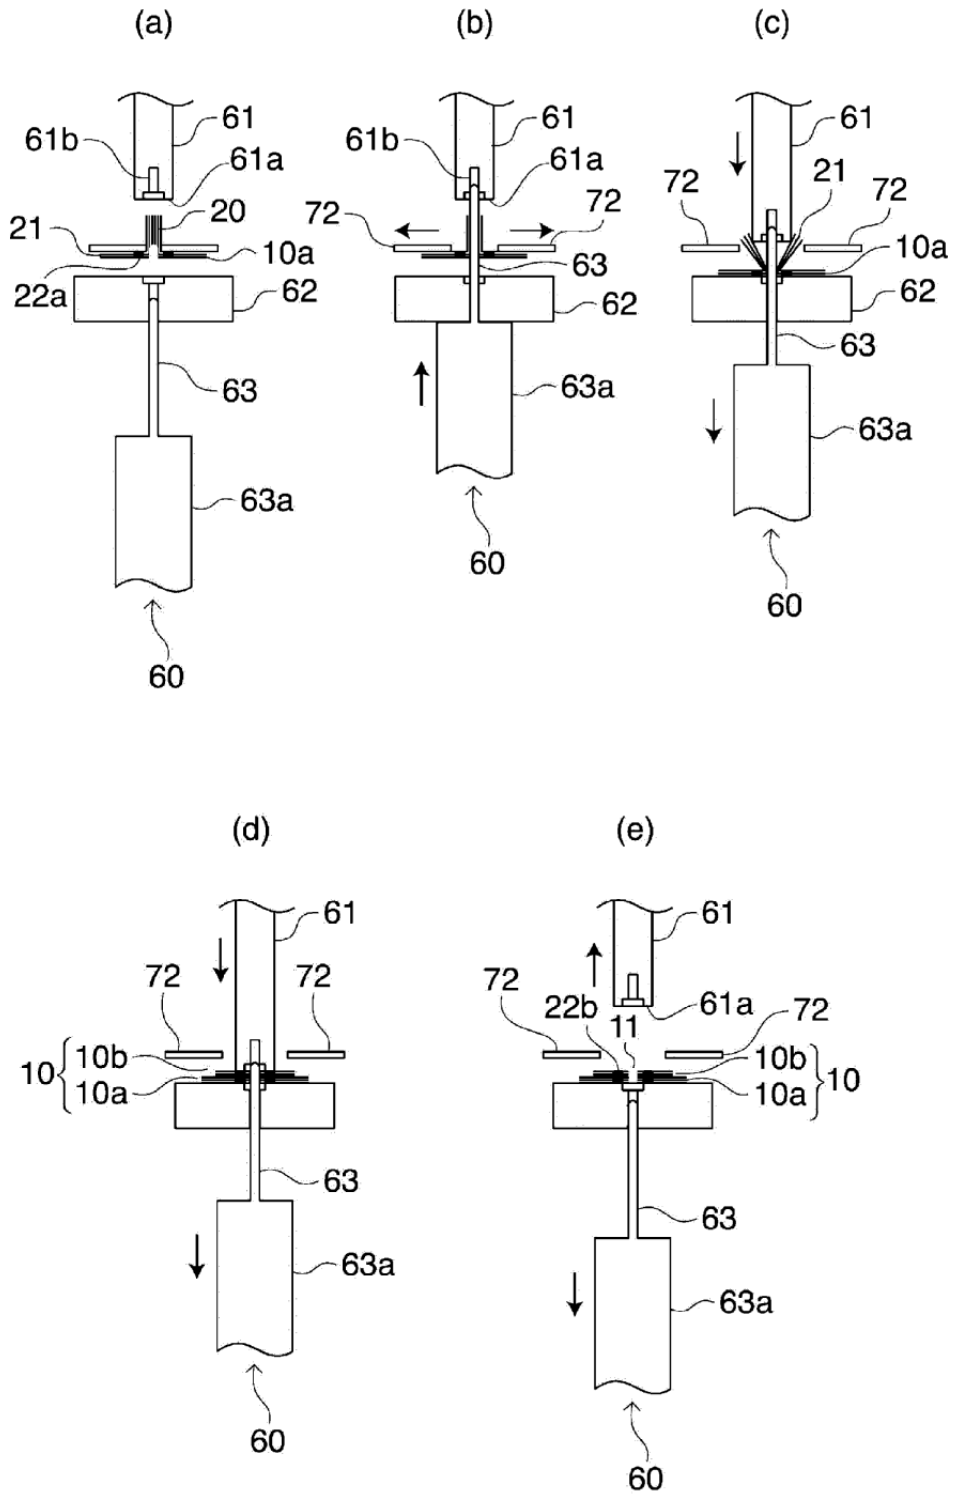 (a) (b) (c)
61 61 61
61b 61a 61b 61a
72 21 72
20 72 72
21 10a 63 10a
22a 62 62 62
63 63
63a 63a 63a
60 60 60
(d) (e)
61 61
72 72 72 22b 11 61a 72
10 { 10b 10b } 10
10a 10a
63 63
63a 63a
60 60